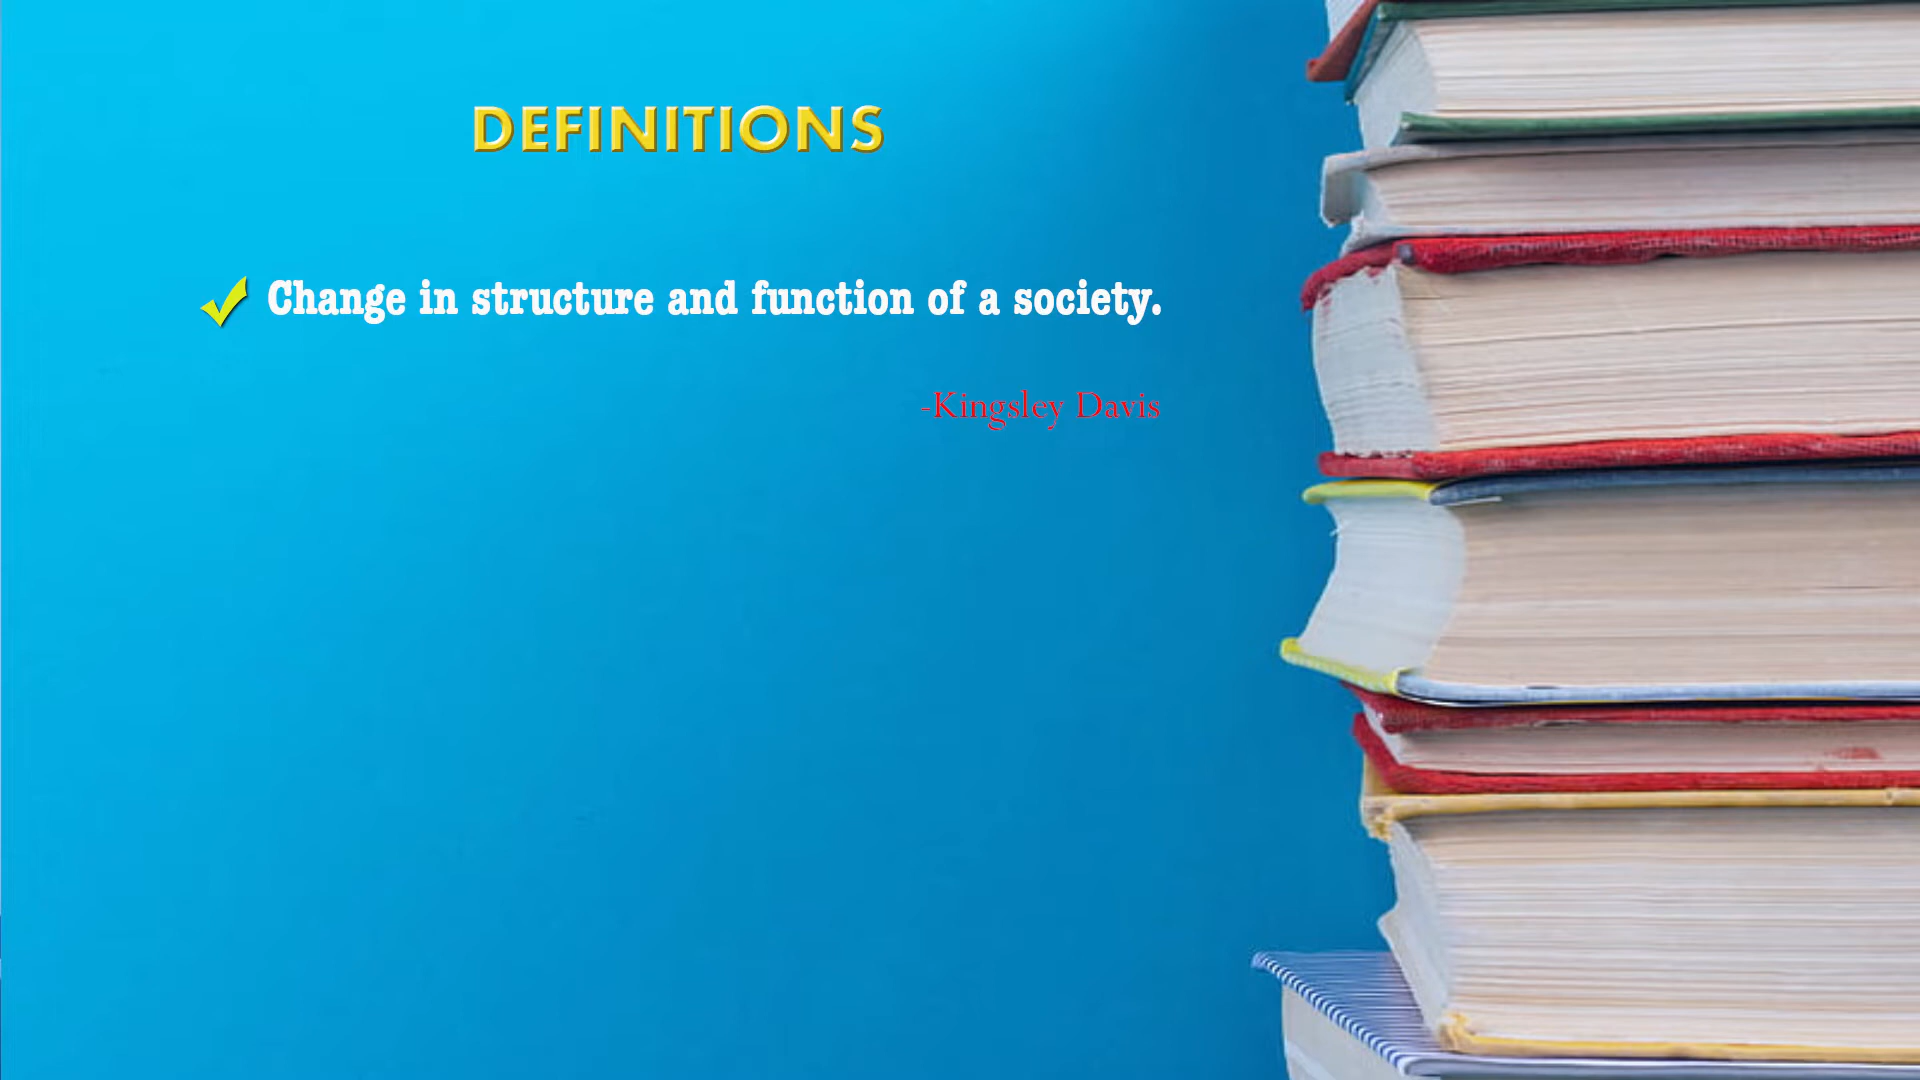 DEFINITIONS
Change in structure and function of a society.
-Kingsley Davis